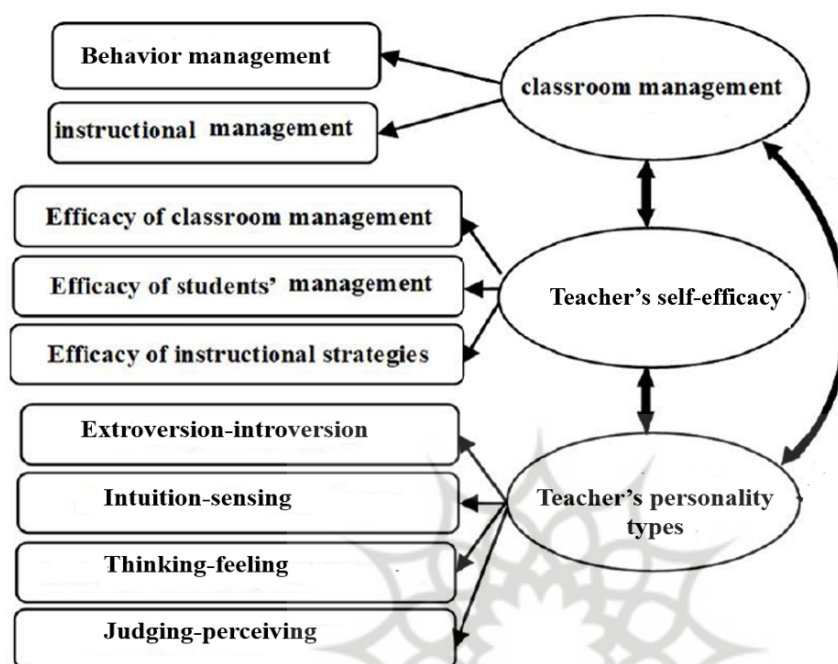 Behavior management
classroom management
instructional management
Efficacy of classroom management
Efficacy of students' management
Teacher's self-efficacy
Efficacy of instructional strategies
Extroversion-introversion
Intuition-sensing
Teacher's personality
types
Thinking-feeling
Judging-perceiving